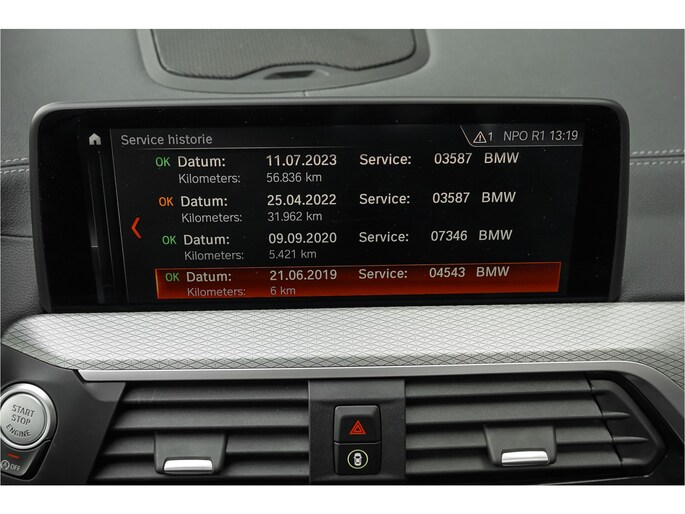 Service historie 1 NPO R1 13:19
OK Datum: 11.07.2023 Service: 03587 BMW
Kilometers: 56.836 km
OK Datum: 25.04.2022 Service: 03587 BMW
Kilometers: 31.962 km
OK Datum: 09.09.2020 Service: 07346 BMW
Kilometers: 5.421 km
OK Datum: 21.06.2019 Service: 04543 BMW
Kilometers: 6 km
START
STOP
ENGINE
OFF